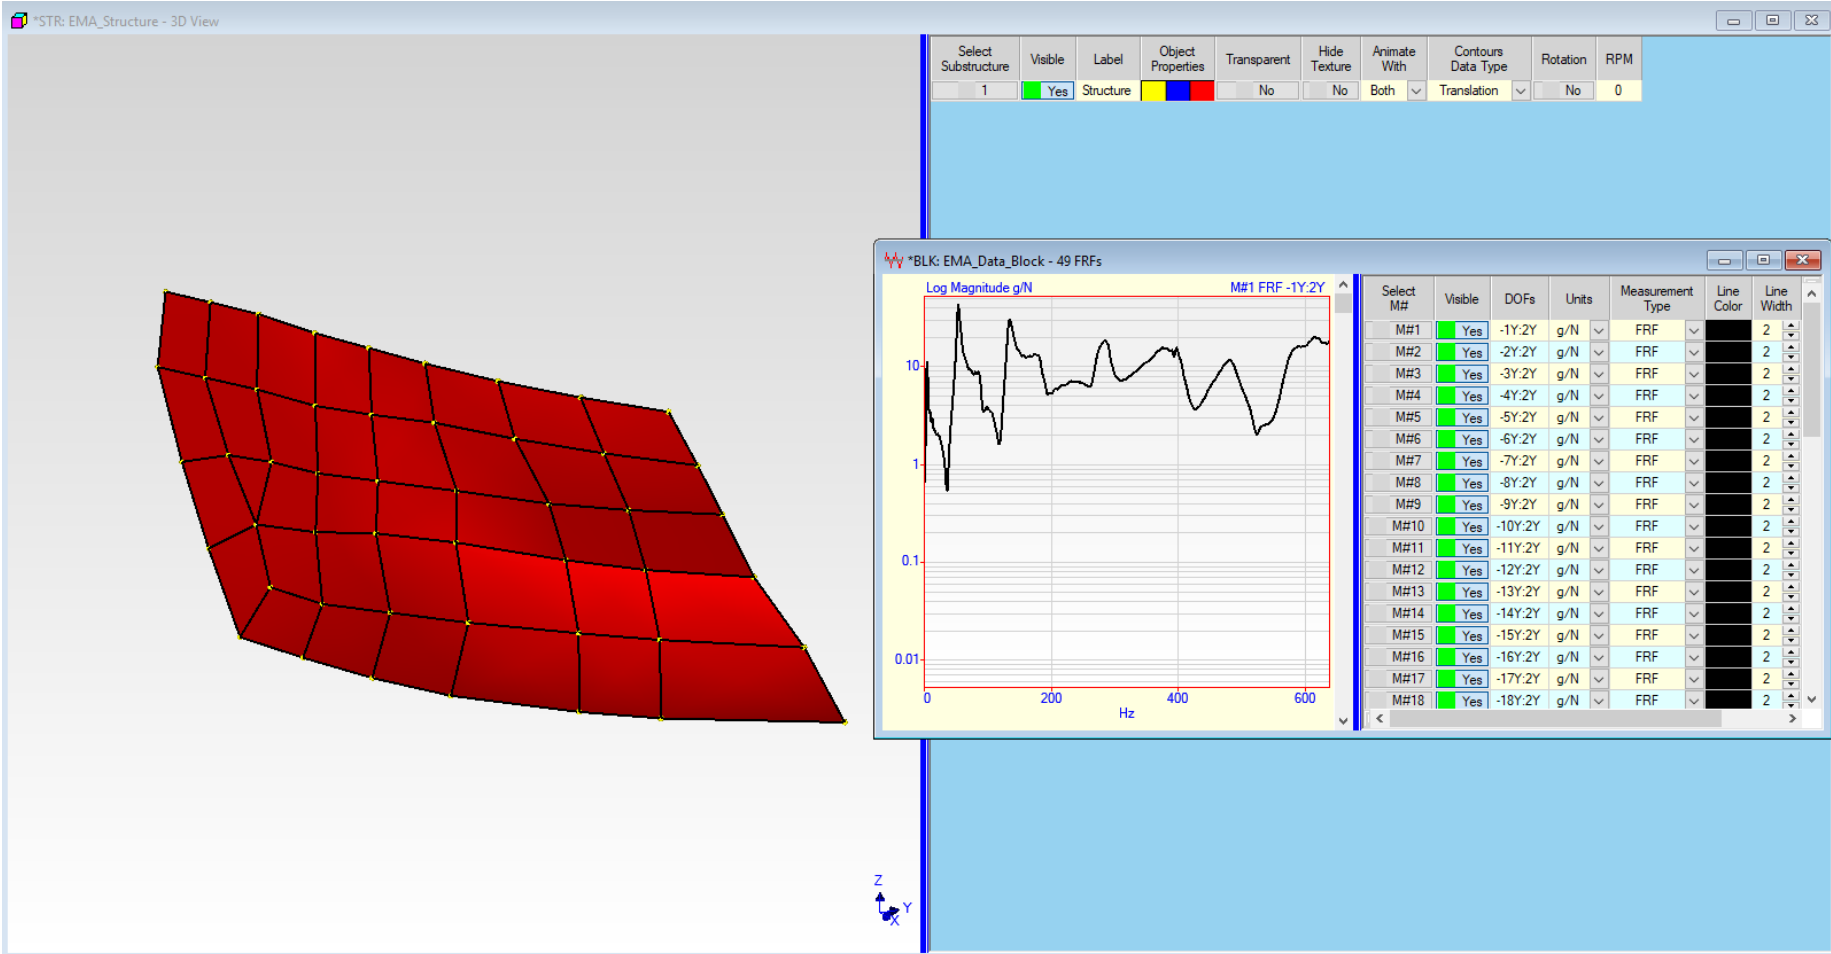 *STR: EMA_Structure - 3D View
Select Substructure Visible Label Object Properties Transparent Hide Texture Animate With Contours Data Type Rotation RPM
1 Yes Structure No No Both Translation No 0
*BLK: EMA_Data_Block - 49 FRFs
Log Magnitude g/N M#1 FRF -1Y:2Y
10
1
0.1
0.01
0 200 400 600
Hz
Select M# Visible DOFs Units Measurement Type Line Color Line Width
M#1 Yes -1Y:2Y g/N FRF 2
M#2 Yes -2Y:2Y g/N FRF 2
M#3 Yes -3Y:2Y g/N FRF 2
M#4 Yes -4Y:2Y g/N FRF 2
M#5 Yes -5Y:2Y g/N FRF 2
M#6 Yes -6Y:2Y g/N FRF 2
M#7 Yes -7Y:2Y g/N FRF 2
M#8 Yes -8Y:2Y g/N FRF 2
M#9 Yes -9Y:2Y g/N FRF 2
M#10 Yes -10Y:2Y g/N FRF 2
M#11 Yes -11Y:2Y g/N FRF 2
M#12 Yes -12Y:2Y g/N FRF 2
M#13 Yes -13Y:2Y g/N FRF 2
M#14 Yes -14Y:2Y g/N FRF 2
M#15 Yes -15Y:2Y g/N FRF 2
M#16 Yes -16Y:2Y g/N FRF 2
M#17 Yes -17Y:2Y g/N FRF 2
M#18 Yes -18Y:2Y g/N FRF 2
Z
Y
X